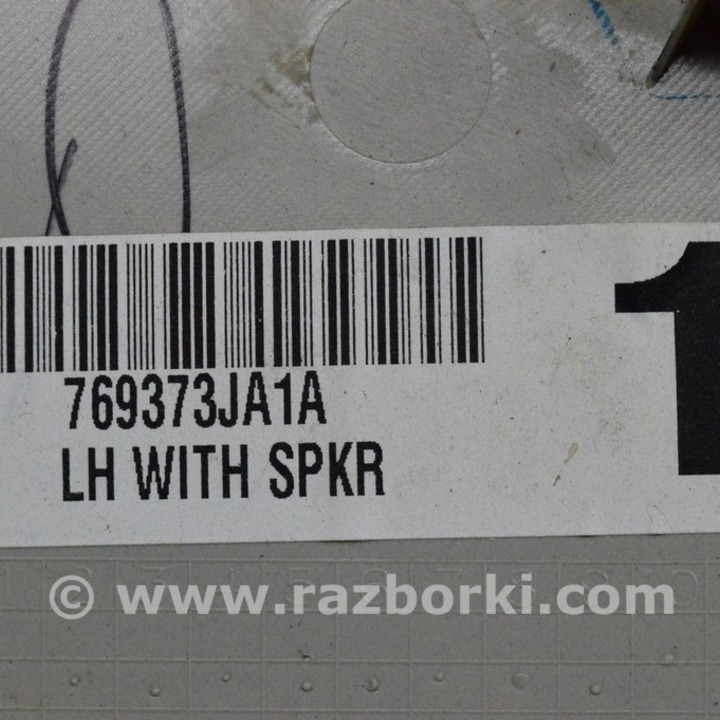 1
769373JA1A
LH WITH SPKR
© www.razborki.com